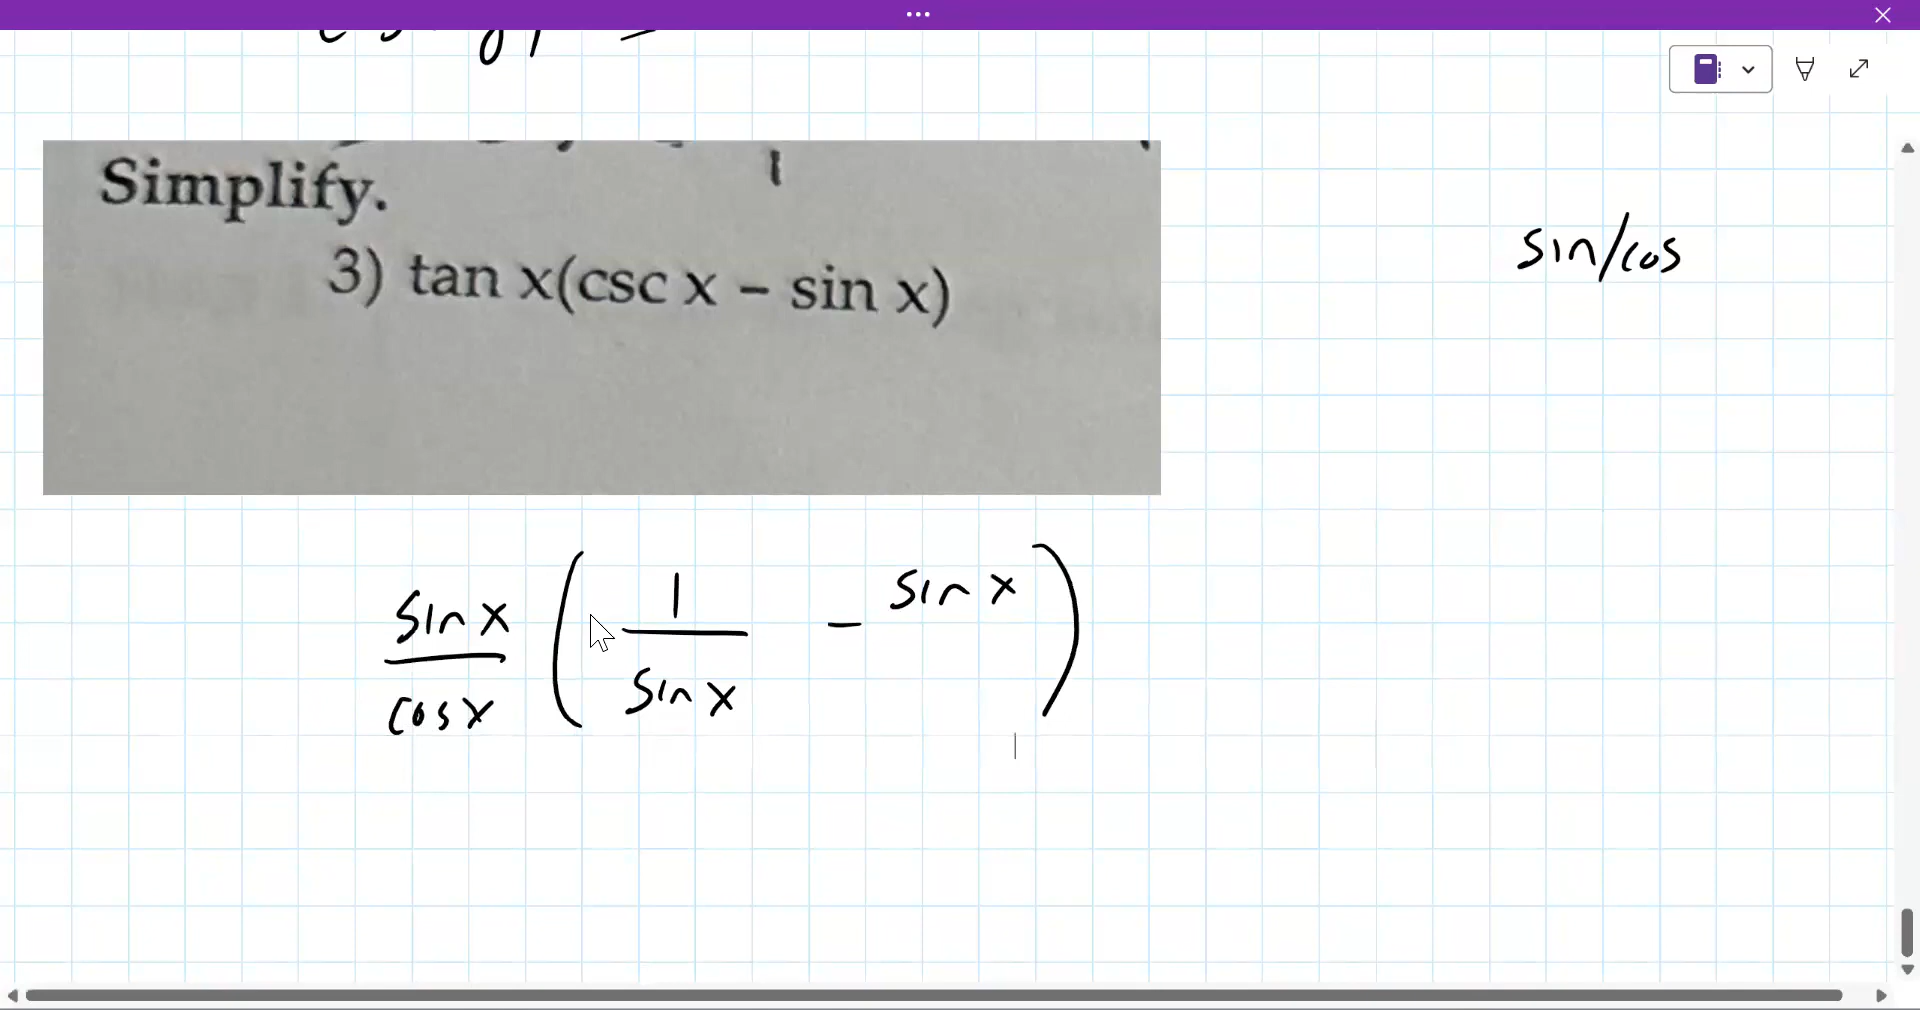 Simplify.
3) tan x(csc x – sin x)
sin/cos
sin x / cos x ( 1 / sin x – sin x )